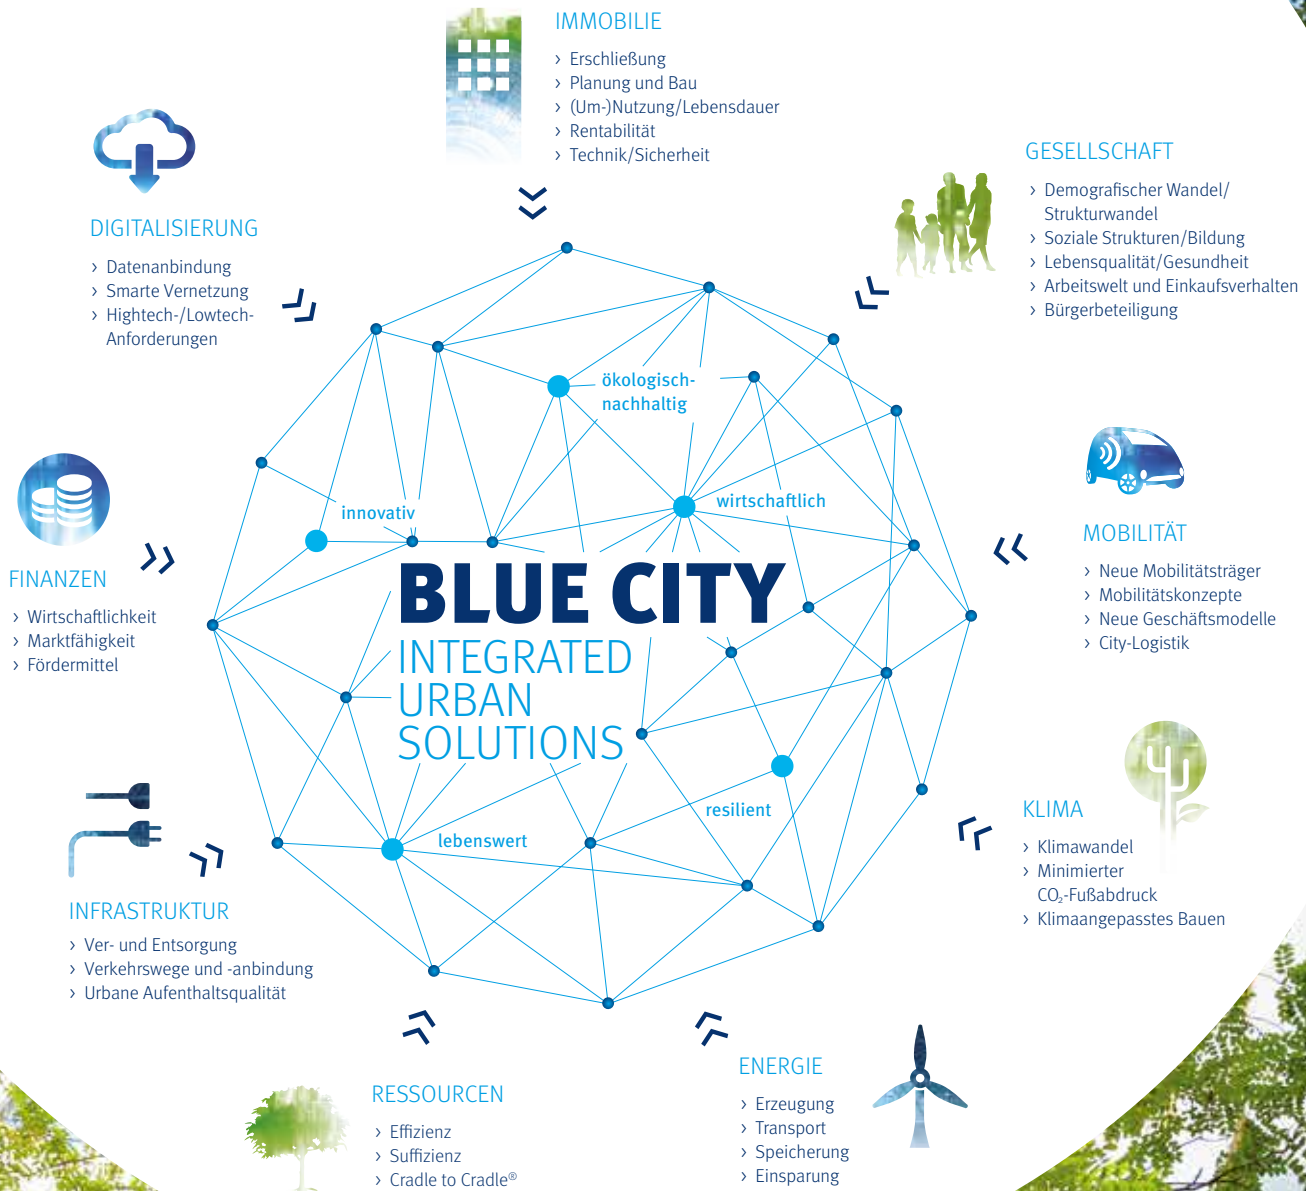 IMMOBILIE
› Erschließung
› Planung und Bau
› (Um-)Nutzung/Lebensdauer
› Rentabilität
› Technik/Sicherheit
GESELLSCHAFT
› Demografischer Wandel/
Strukturwandel
› Soziale Strukturen/Bildung
› Lebensqualität/Gesundheit
› Arbeitswelt und Einkaufsverhalten
› Bürgerbeteiligung
DIGITALISIERUNG
› Datenanbindung
› Smarte Vernetzung
› Hightech-/Lowtech-
Anforderungen
ökologisch-
nachhaltig
wirtschaftlich
innovativ
MOBILITÄT
› Neue Mobilitätsträger
› Mobilitätskonzepte
› Neue Geschäftsmodelle
› City-Logistik
FINANZEN
› Wirtschaftlichkeit
› Marktfähigkeit
› Fördermittel
BLUE CITY
INTEGRATED
URBAN
SOLUTIONS
resilient
lebenswert
KLIMA
› Klimawandel
› Minimierter
CO₂-Fußabdruck
› Klimaangepasstes Bauen
INFRASTRUKTUR
› Ver- und Entsorgung
› Verkehrswege und -anbindung
› Urbane Aufenthaltsqualität
RESSOURCEN
› Effizienz
› Suffizienz
› Cradle to Cradle®
ENERGIE
› Erzeugung
› Transport
› Speicherung
› Einsparung